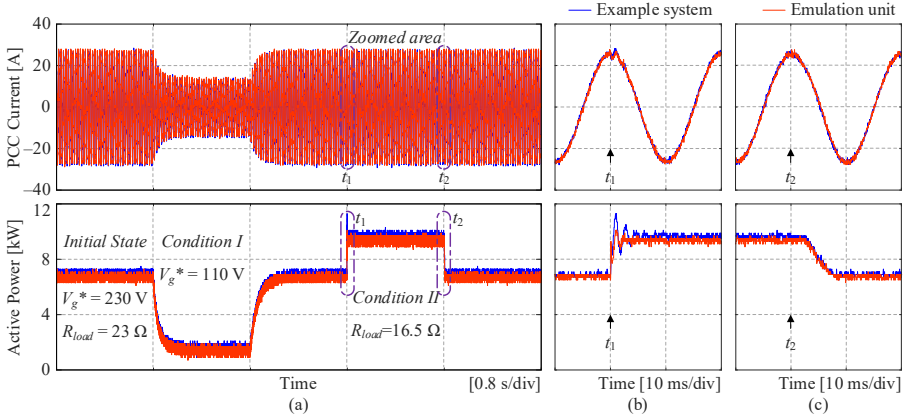 Example system
Emulation unit
PCC Current [A]
40
20
0
−20
−40
Zoomed area
t1
t2
t1
t2
Active Power [kW]
12
8
4
0
Initial State
Condition I
Vg* = 110 V
Vg* = 230 V
Rload = 23 Ω
t1
t2
Condition II
Rload=16.5 Ω
t1
t2
Time
[0.8 s/div]
Time [10 ms/div]
Time [10 ms/div]
(a)
(b)
(c)